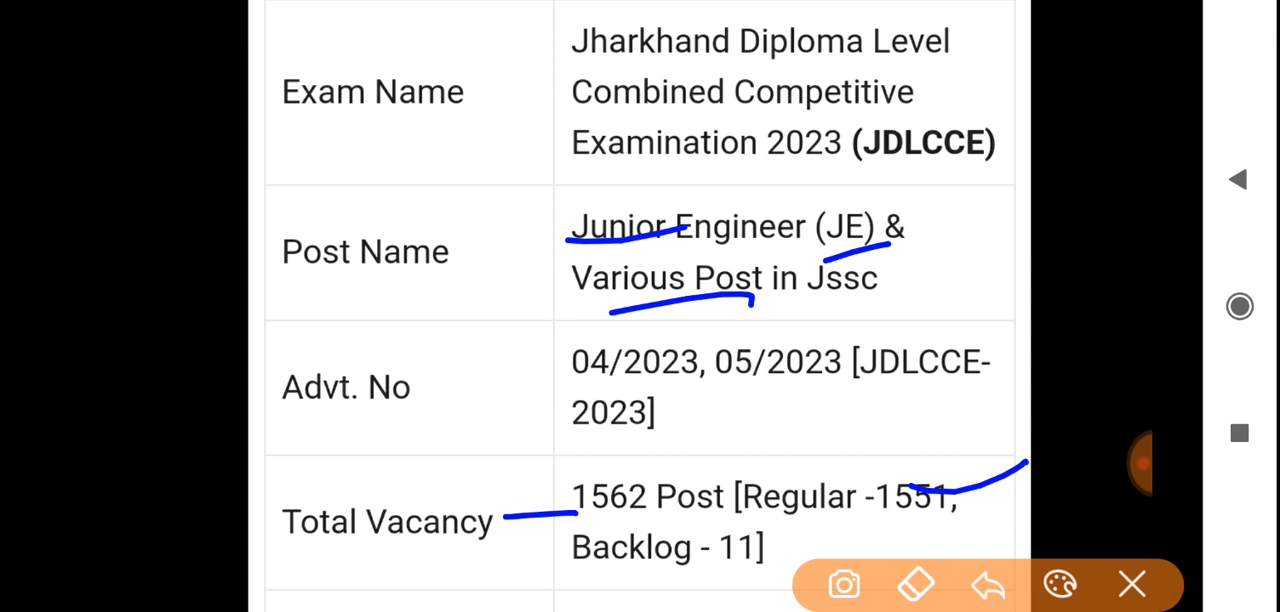 Exam Name
Jharkhand Diploma Level
Combined Competitive
Examination 2023 (JDLCCE)
Post Name
Junior Engineer (JE) &
Various Post in Jssc
Advt. No
04/2023, 05/2023 [JDLCCE-
2023]
Total Vacancy
1562 Post [Regular -1551,
Backlog - 11]